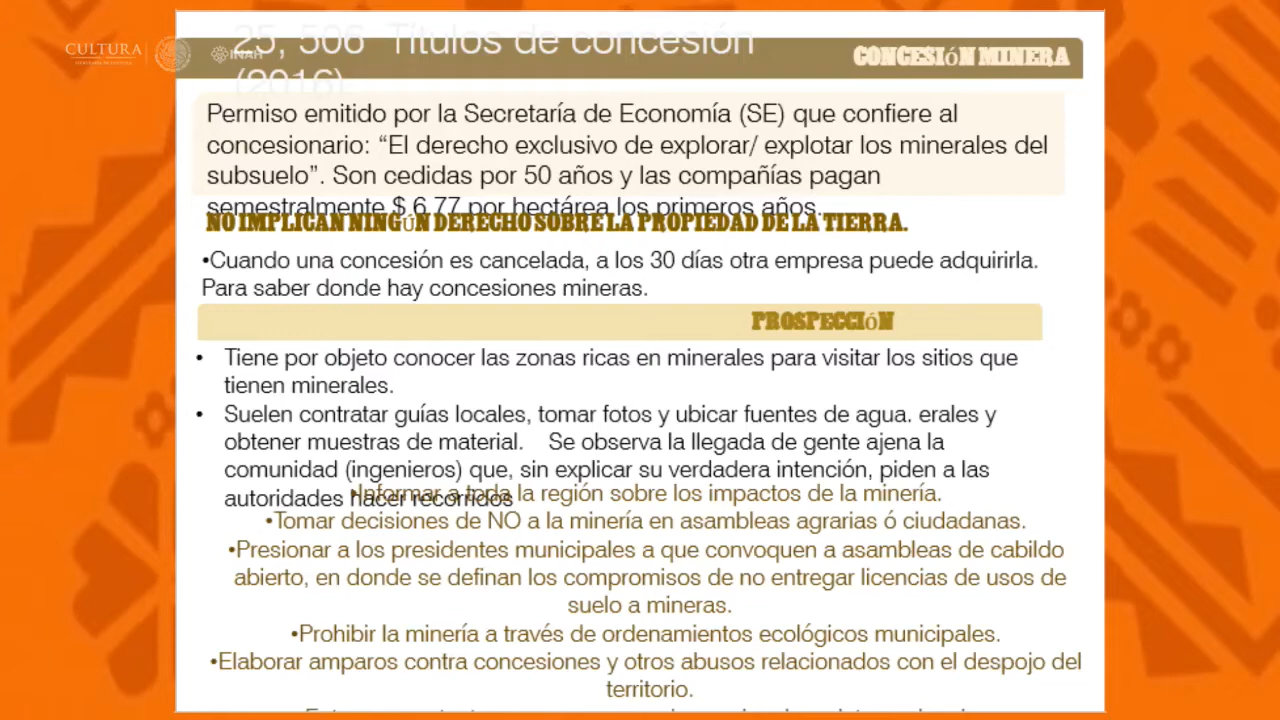 25, 506 Títulos de concesión
(2016)
CULTURA
INAH
CONCESIóN MINERA
Permiso emitido por la Secretaría de Economía (SE) que confiere al
concesionario: “El derecho exclusivo de explorar/ explotar los minerales del
subsuelo”. Son cedidas por 50 años y las compañías pagan
semestralmente $ 6.77 por hectárea los primeros años.
NO IMPLICAN NINGÚN DERECHO SOBRE LA PROPIEDAD DE LA TIERRA.
•Cuando una concesión es cancelada, a los 30 días otra empresa puede adquirirla.
Para saber donde hay concesiones mineras.
PROSPECCIóN
• Tiene por objeto conocer las zonas ricas en minerales para visitar los sitios que
tienen minerales.
• Suelen contratar guías locales, tomar fotos y ubicar fuentes de agua. erales y
obtener muestras de material. Se observa la llegada de gente ajena la
comunidad (ingenieros) que, sin explicar su verdadera intención, piden a las
autoridades hacer recorridos
•Informar a toda la región sobre los impactos de la minería.
•Tomar decisiones de NO a la minería en asambleas agrarias ó ciudadanas.
•Presionar a los presidentes municipales a que convoquen a asambleas de cabildo
abierto, en donde se definan los compromisos de no entregar licencias de usos de
suelo a mineras.
•Prohibir la minería a través de ordenamientos ecológicos municipales.
•Elaborar amparos contra concesiones y otros abusos relacionados con el despojo del
territorio.